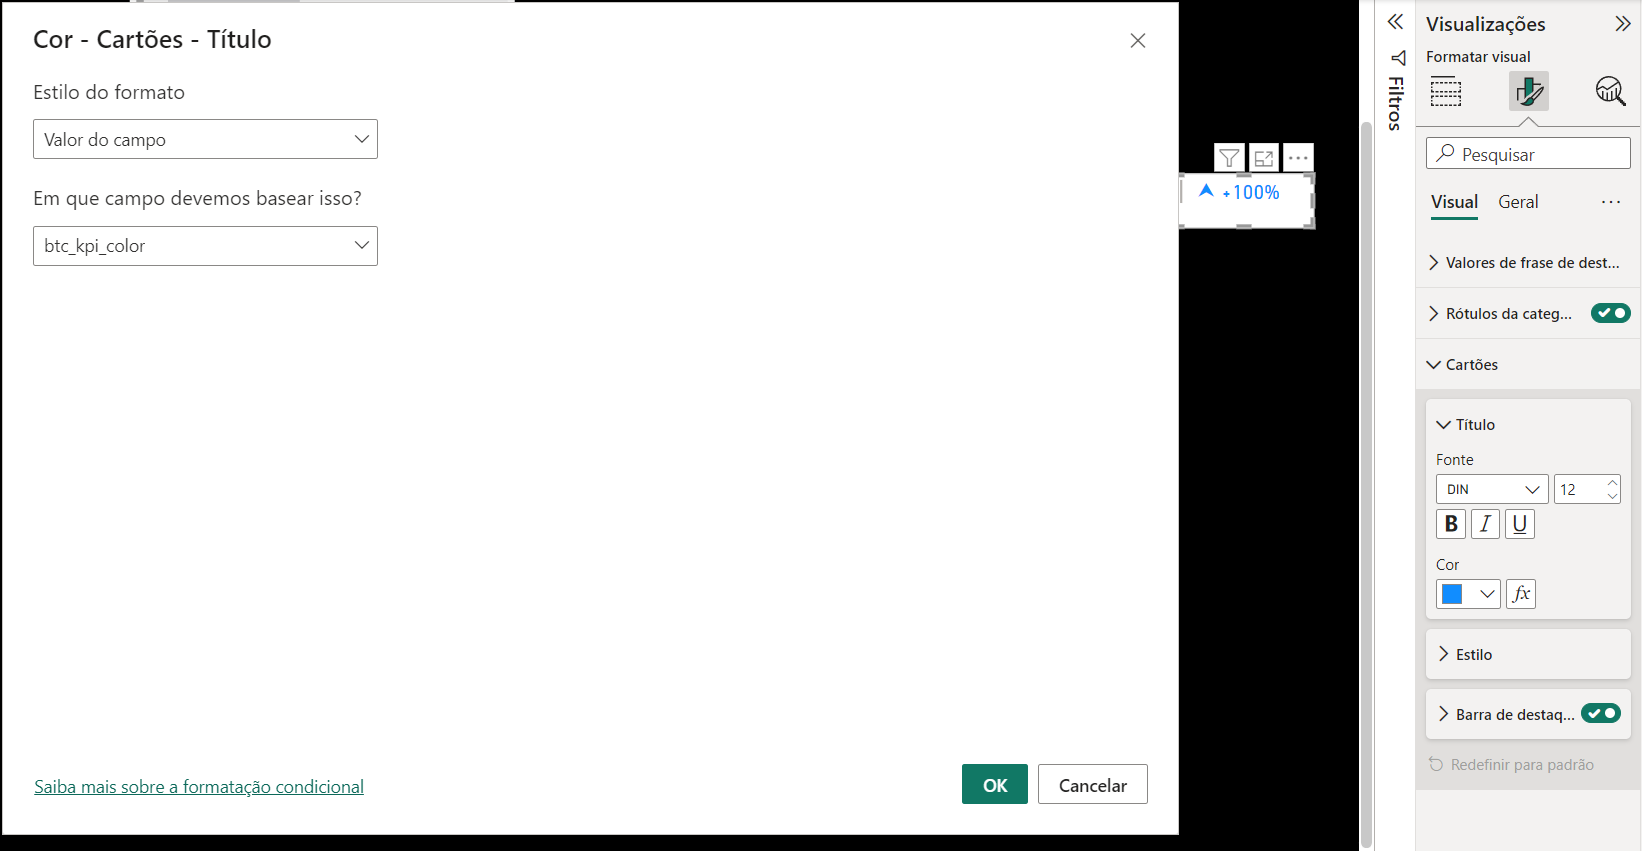 Cor - Cartões - Título
Estilo do formato
Valor do campo
Em que campo devemos basear isso?
btc_kpi_color
Saiba mais sobre a formatação condicional
OK
Cancelar
+100%
Filtros
Visualizações
Formatar visual
Pesquisar
Visual
Geral
...
Valores de frase de dest...
Rótulos da categ...
Cartões
Título
Fonte
DIN
12
B
I
U
Cor
fx
Estilo
Barra de destaq...
Redefinir para padrão